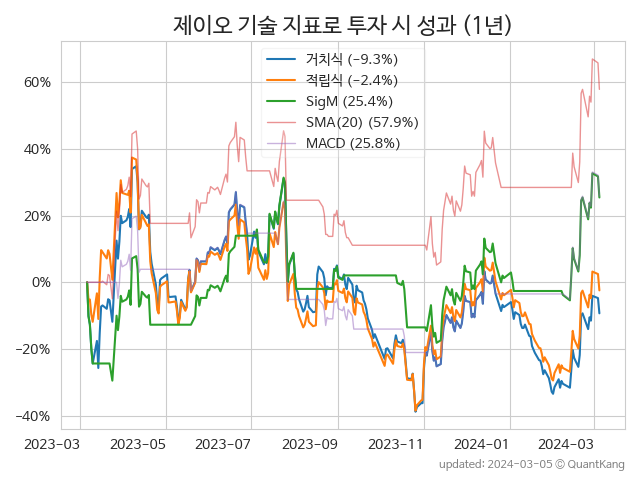 제이오 기술 지표로 투자 시 성과 (1년)
거치식 (-9.3%)
적립식 (-2.4%)
SigM (25.4%)
SMA(20) (57.9%)
MACD (25.8%)
60%
40%
20%
0%
-20%
-40%
2023-03 2023-05 2023-07 2023-09 2023-11 2024-01 2024-03
updated: 2024-03-05 © QuantKang